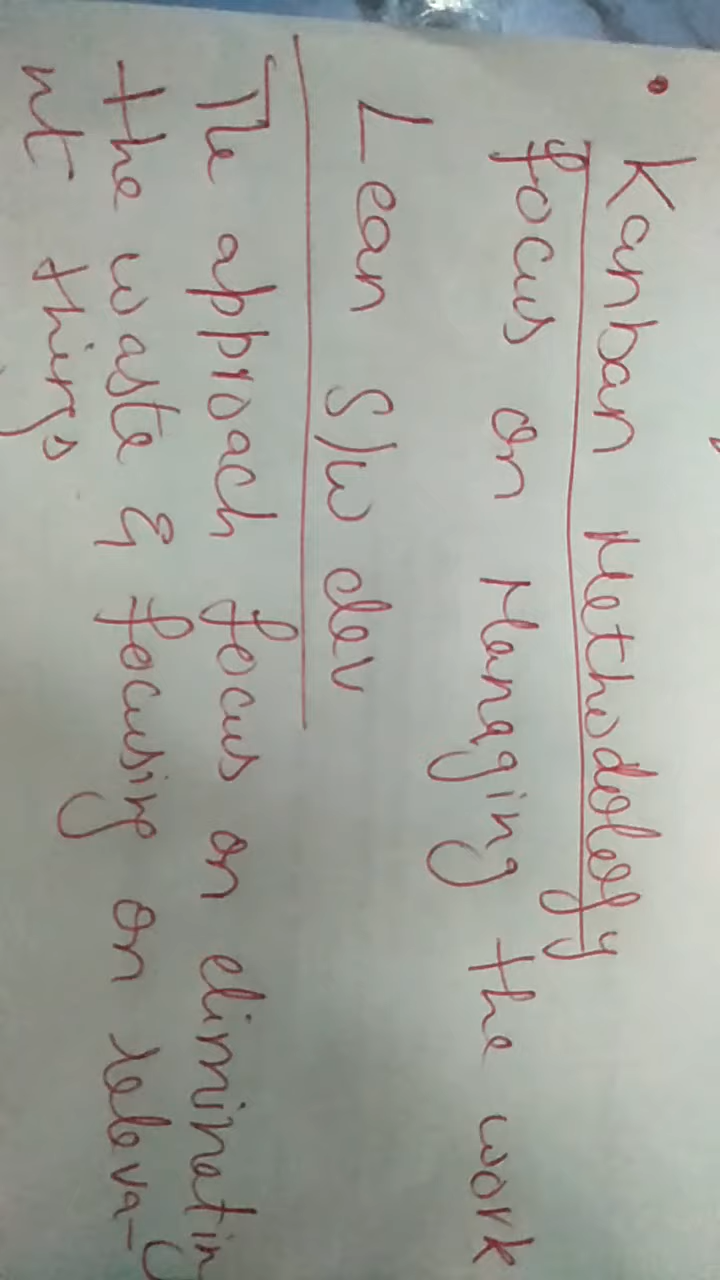 • Kanban Methodology
focus on Managing the work
Lean S/w dev
The approach focus on eliminating
the waste & focusing on releva-
nt things